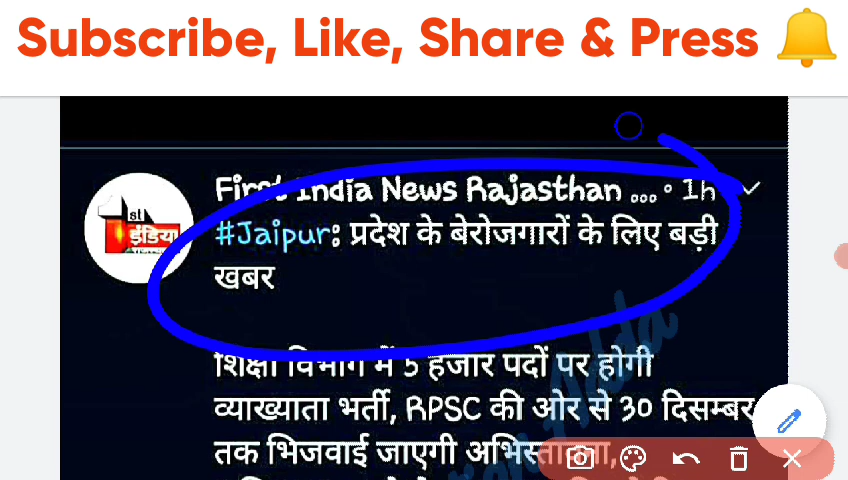 Subscribe, Like, Share & Press
First India News Rajasthan ... • 1h
#Jaipur: प्रदेश के बेरोजगारों के लिए बड़ी
खबर
शिक्षा विभाग में 5 हजार पदों पर होगी
व्याख्याता भर्ती, RPSC की ओर से 30 दिसम्बर
तक भिजवाई जाएगी